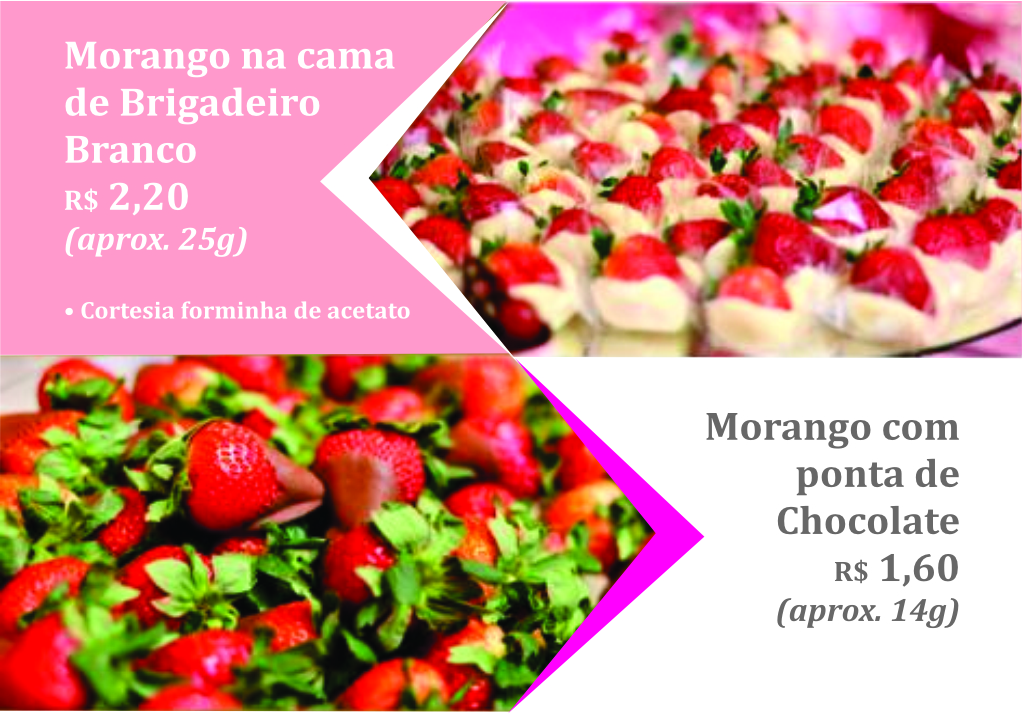 Morango na cama
de Brigadeiro
Branco
R$ 2,20
(aprox. 25g)
• Cortesia forminha de acetato
Morango com
ponta de
Chocolate
R$ 1,60
(aprox. 14g)